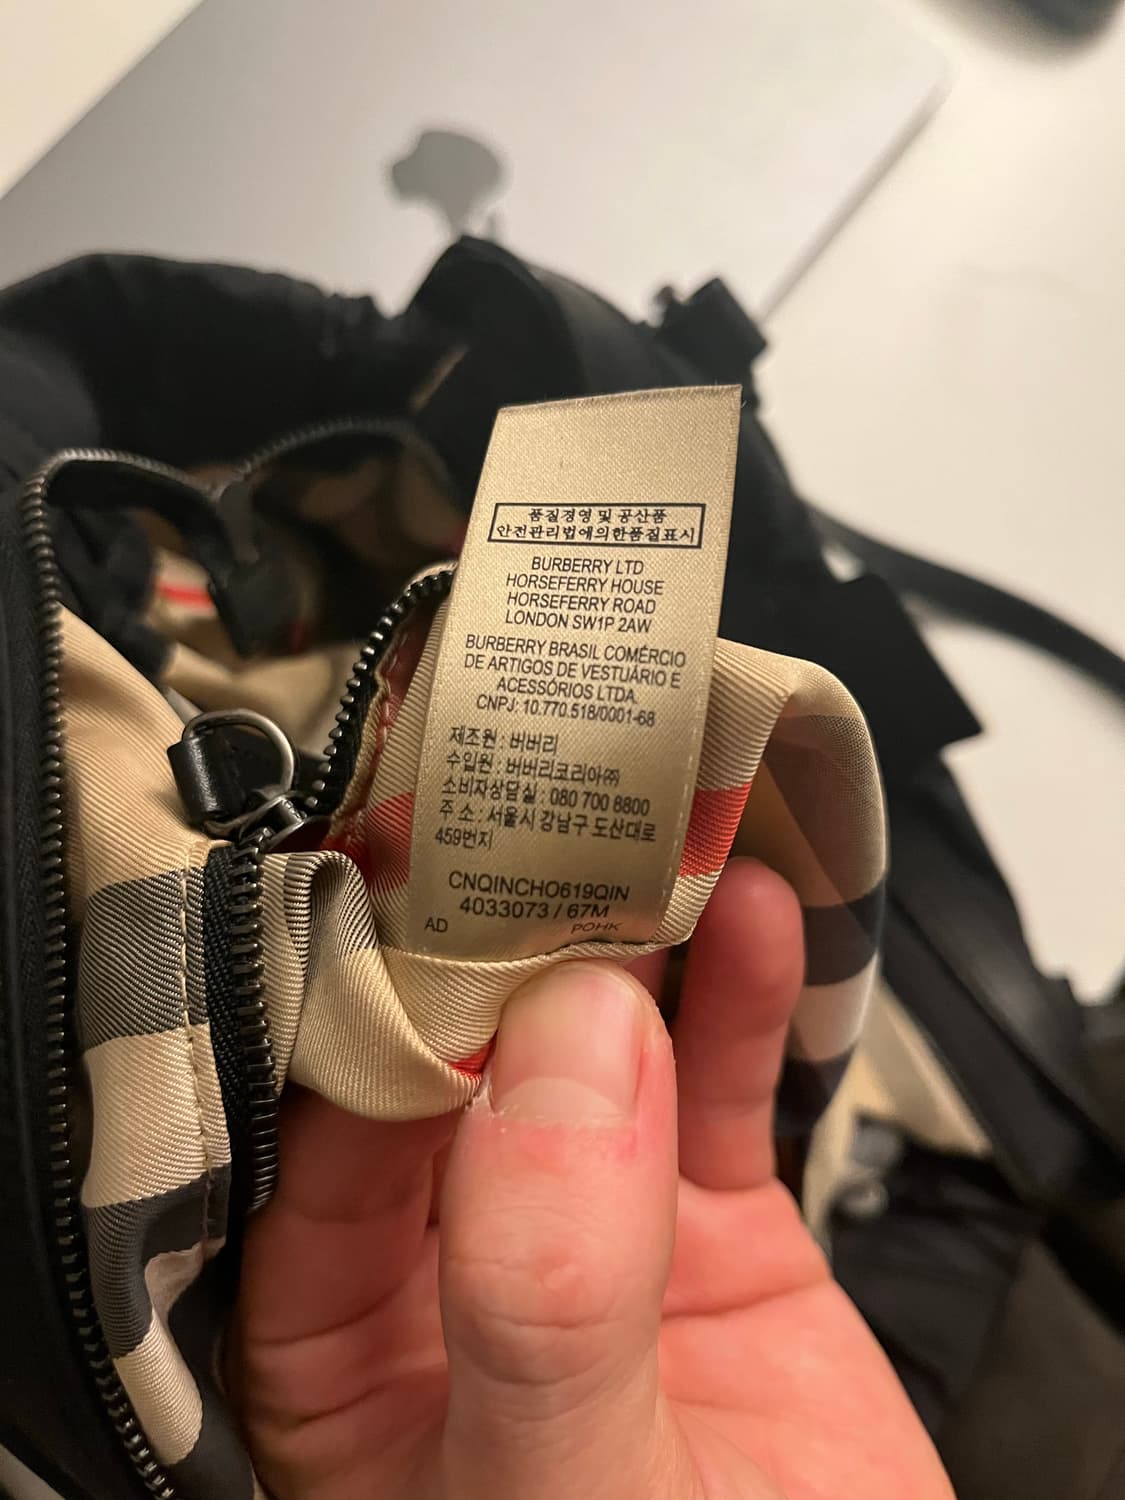 품질경영 및 공산품
안전관리법에의한품질표시
BURBERRY LTD
HORSEFERRY HOUSE
HORSEFERRY ROAD
LONDON SW1P 2AW
BURBERRY BRASIL COMÉRCIO
DE ARTIGOS DE VESTUÁRIO E
ACESSÓRIOS LTDA.
CNPJ: 10.770.518/0001-68
제조원 : 버버리
수입원 : 버버리코리아㈜
소비자상담실 : 080 700 8800
주 소 : 서울시 강남구 도산대로
459번지
CNQINCHO619QIN
4033073 / 67M
AD POHK